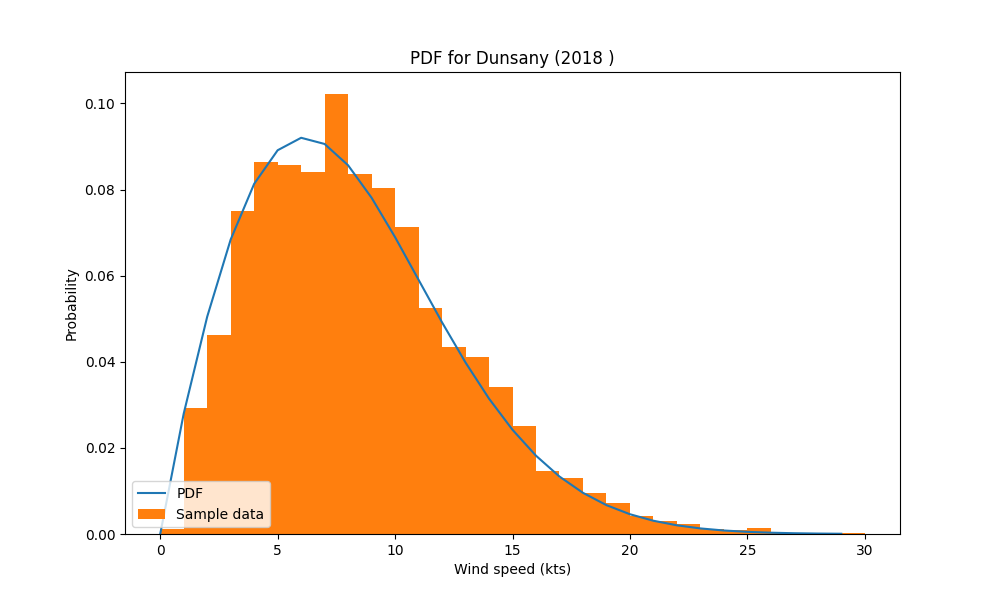 PDF for Dunsany (2018 )
Probability
0.10
0.08
0.06
0.04
0.02
0.00
PDF
Sample data
0
5
10
15
20
25
30
Wind speed (kts)